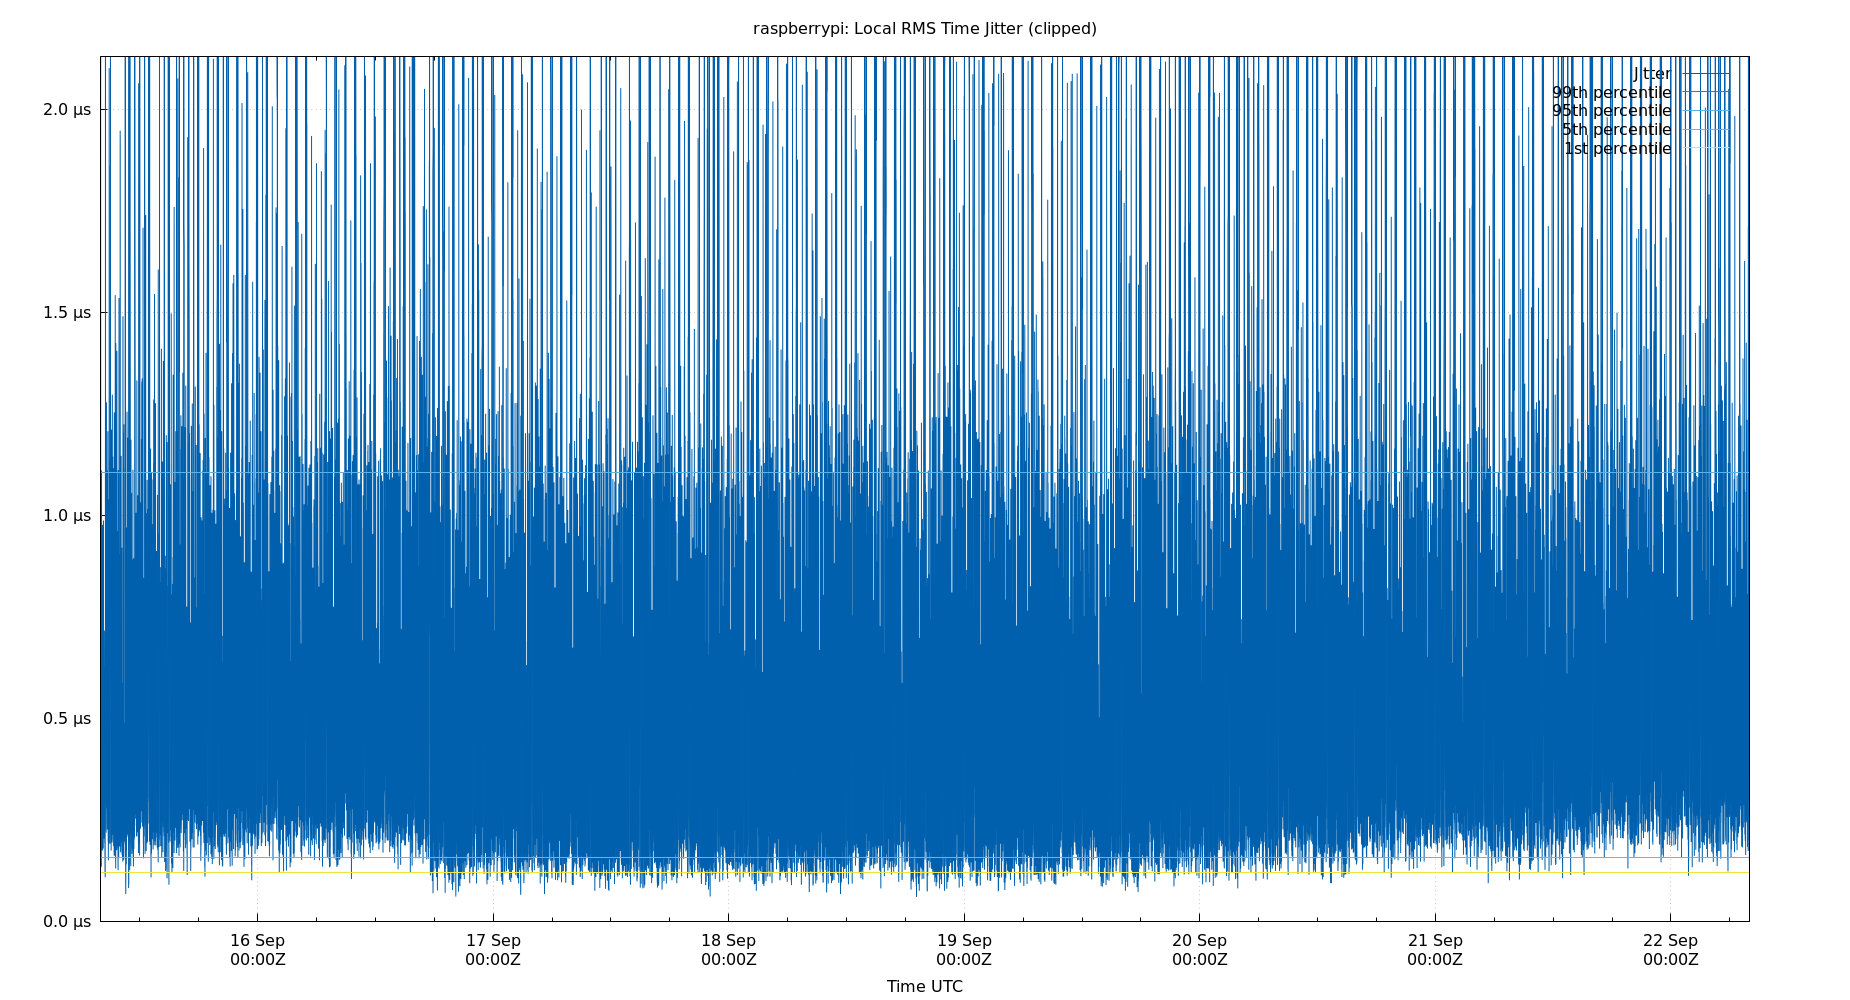 raspberrypi: Local RMS Time Jitter (clipped)
Jitter
99th percentile
95th percentile
5th percentile
1st percentile
2.0 μs
1.5 μs
1.0 μs
0.5 μs
0.0 μs
16 Sep
00:00Z
17 Sep
00:00Z
18 Sep
00:00Z
19 Sep
00:00Z
20 Sep
00:00Z
21 Sep
00:00Z
22 Sep
00:00Z
Time UTC